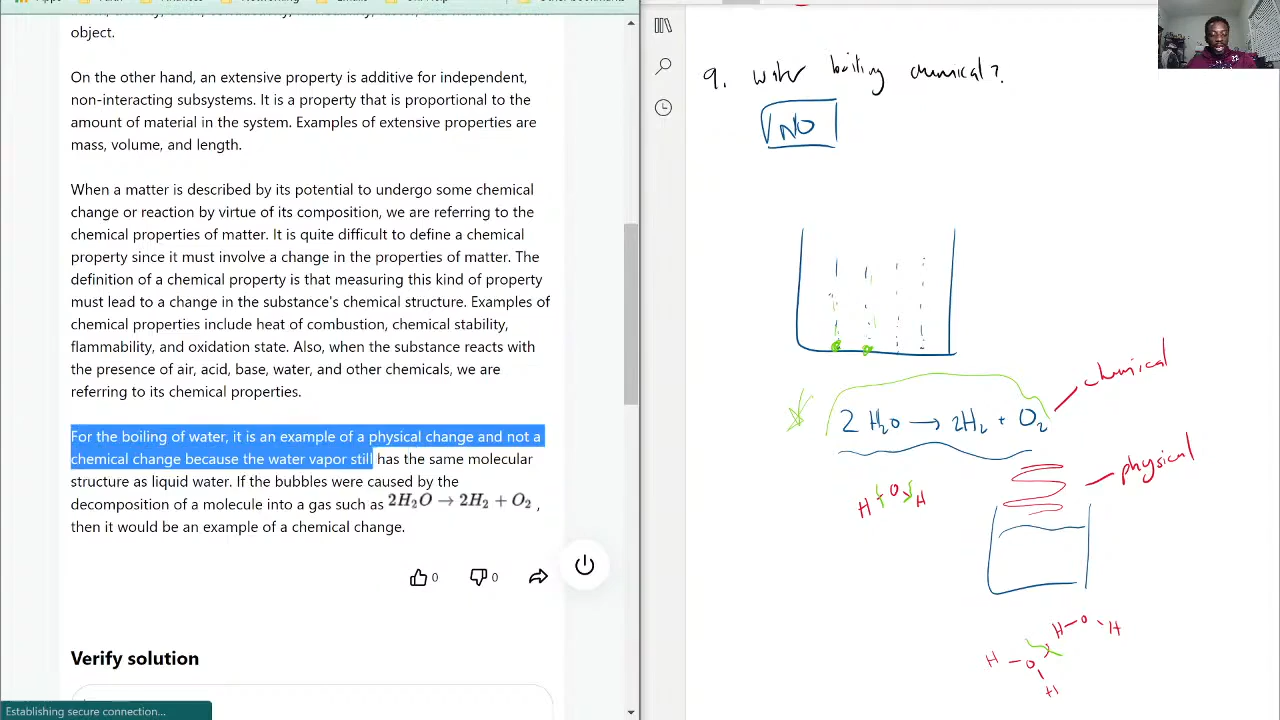 object.
On the other hand, an extensive property is additive for independent,
non-interacting subsystems. It is a property that is proportional to the
amount of material in the system. Examples of extensive properties are
mass, volume, and length.
When a matter is described by its potential to undergo some chemical
change or reaction by virtue of its composition, we are referring to the
chemical properties of matter. It is quite difficult to define a chemical
property since it must involve a change in the properties of matter. The
definition of a chemical property is that measuring this kind of property
must lead to a change in the substance's chemical structure. Examples of
chemical properties include heat of combustion, chemical stability,
flammability, and oxidation state. Also, when the substance reacts with
the presence of air, acid, base, water, and other chemicals, we are
referring to its chemical properties.
For the boiling of water, it is an example of a physical change and not a
chemical change because the water vapor still has the same molecular
structure as liquid water. If the bubbles were caused by the
decomposition of a molecule into a gas such as 2H₂O → 2H₂ + O₂ ,
then it would be an example of a chemical change.
0 0
Verify solution
Establishing secure connection...
9. water boiling chemical?
NO
chemical
2 H₂O → 2H₂ + O₂
physical
H O H
H-O-H
H-O
H